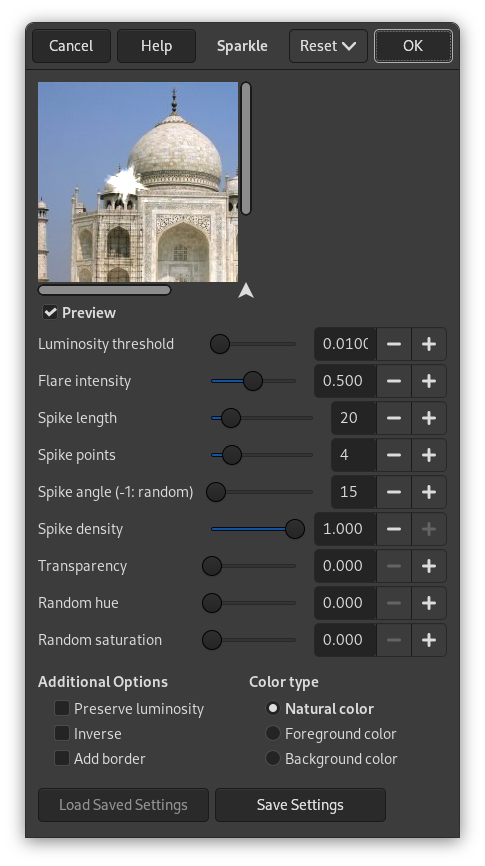 Cancel Help Sparkle Reset OK
Preview
Luminosity threshold 0.0100
Flare intensity 0.500
Spike length 20
Spike points 4
Spike angle (-1: random) 15
Spike density 1.000
Transparency 0.000
Random hue 0.000
Random saturation 0.000
Additional Options Color type
Preserve luminosity Natural color
Inverse Foreground color
Add border Background color
Load Saved Settings Save Settings